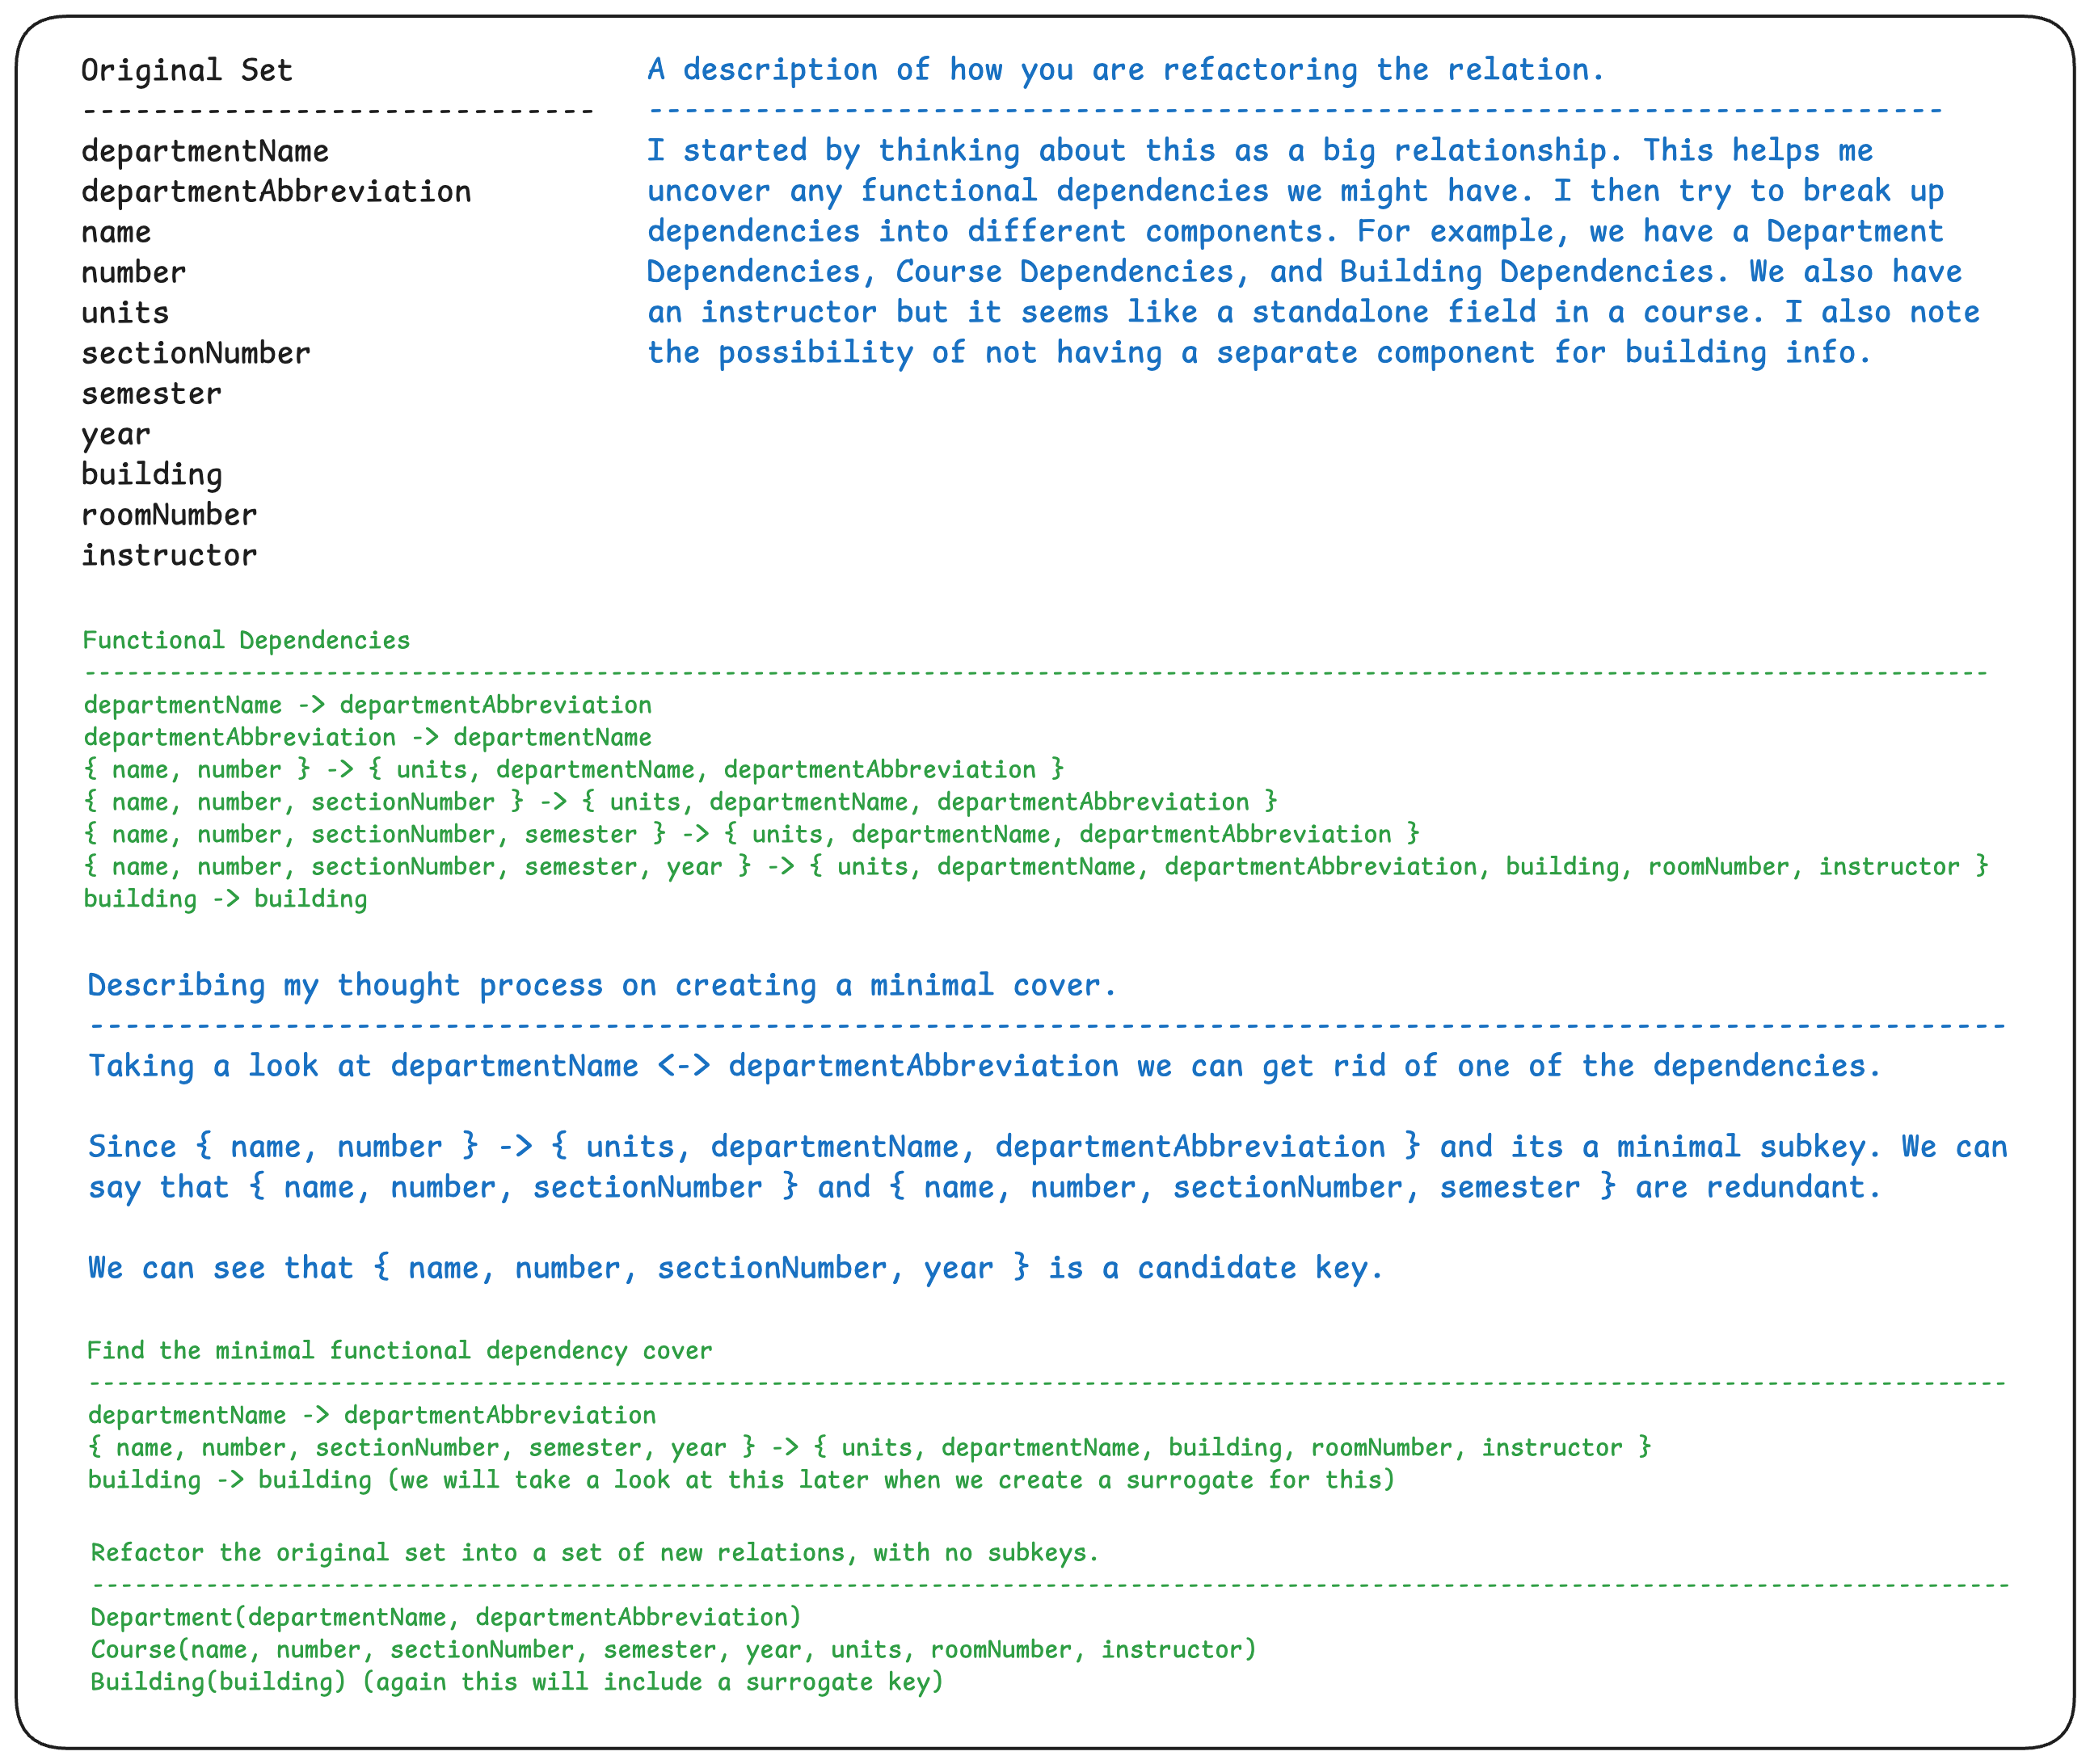 Original Set
-----------------------------
departmentName
departmentAbbreviation
name
number
units
sectionNumber
semester
year
building
roomNumber
instructor
A description of how you are refactoring the relation.
-------------------------------------------------------------------------
I started by thinking about this as a big relationship. This helps me
uncover any functional dependencies we might have. I then try to break up
dependencies into different components. For example, we have a Department
Dependencies, Course Dependencies, and Building Dependencies. We also have
an instructor but it seems like a standalone field in a course. I also note
the possibility of not having a separate component for building info.
Functional Dependencies
--------------------------------------------------------------------------------------------------------------------------------------
departmentName -> departmentAbbreviation
departmentAbbreviation -> departmentName
{ name, number } -> { units, departmentName, departmentAbbreviation }
{ name, number, sectionNumber } -> { units, departmentName, departmentAbbreviation }
{ name, number, sectionNumber, semester } -> { units, departmentName, departmentAbbreviation }
{ name, number, sectionNumber, semester, year } -> { units, departmentName, departmentAbbreviation, building, roomNumber, instructor }
building -> building
Describing my thought process on creating a minimal cover.
------------------------------------------------------------------------------------------------------------
Taking a look at departmentName <-> departmentAbbreviation we can get rid of one of the dependencies.
Since { name, number } -> { units, departmentName, departmentAbbreviation } and its a minimal subkey. We can
say that { name, number, sectionNumber } and { name, number, sectionNumber, semester } are redundant.
We can see that { name, number, sectionNumber, year } is a candidate key.
Find the minimal functional dependency cover
---------------------------------------------------------------------------------------------------------------------------------------
departmentName -> departmentAbbreviation
{ name, number, sectionNumber, semester, year } -> { units, departmentName, building, roomNumber, instructor }
building -> building (we will take a look at this later when we create a surrogate for this)
Refactor the original set into a set of new relations, with no subkeys.
---------------------------------------------------------------------------------------------------------------------------------------
Department(departmentName, departmentAbbreviation)
Course(name, number, sectionNumber, semester, year, units, roomNumber, instructor)
Building(building) (again this will include a surrogate key)